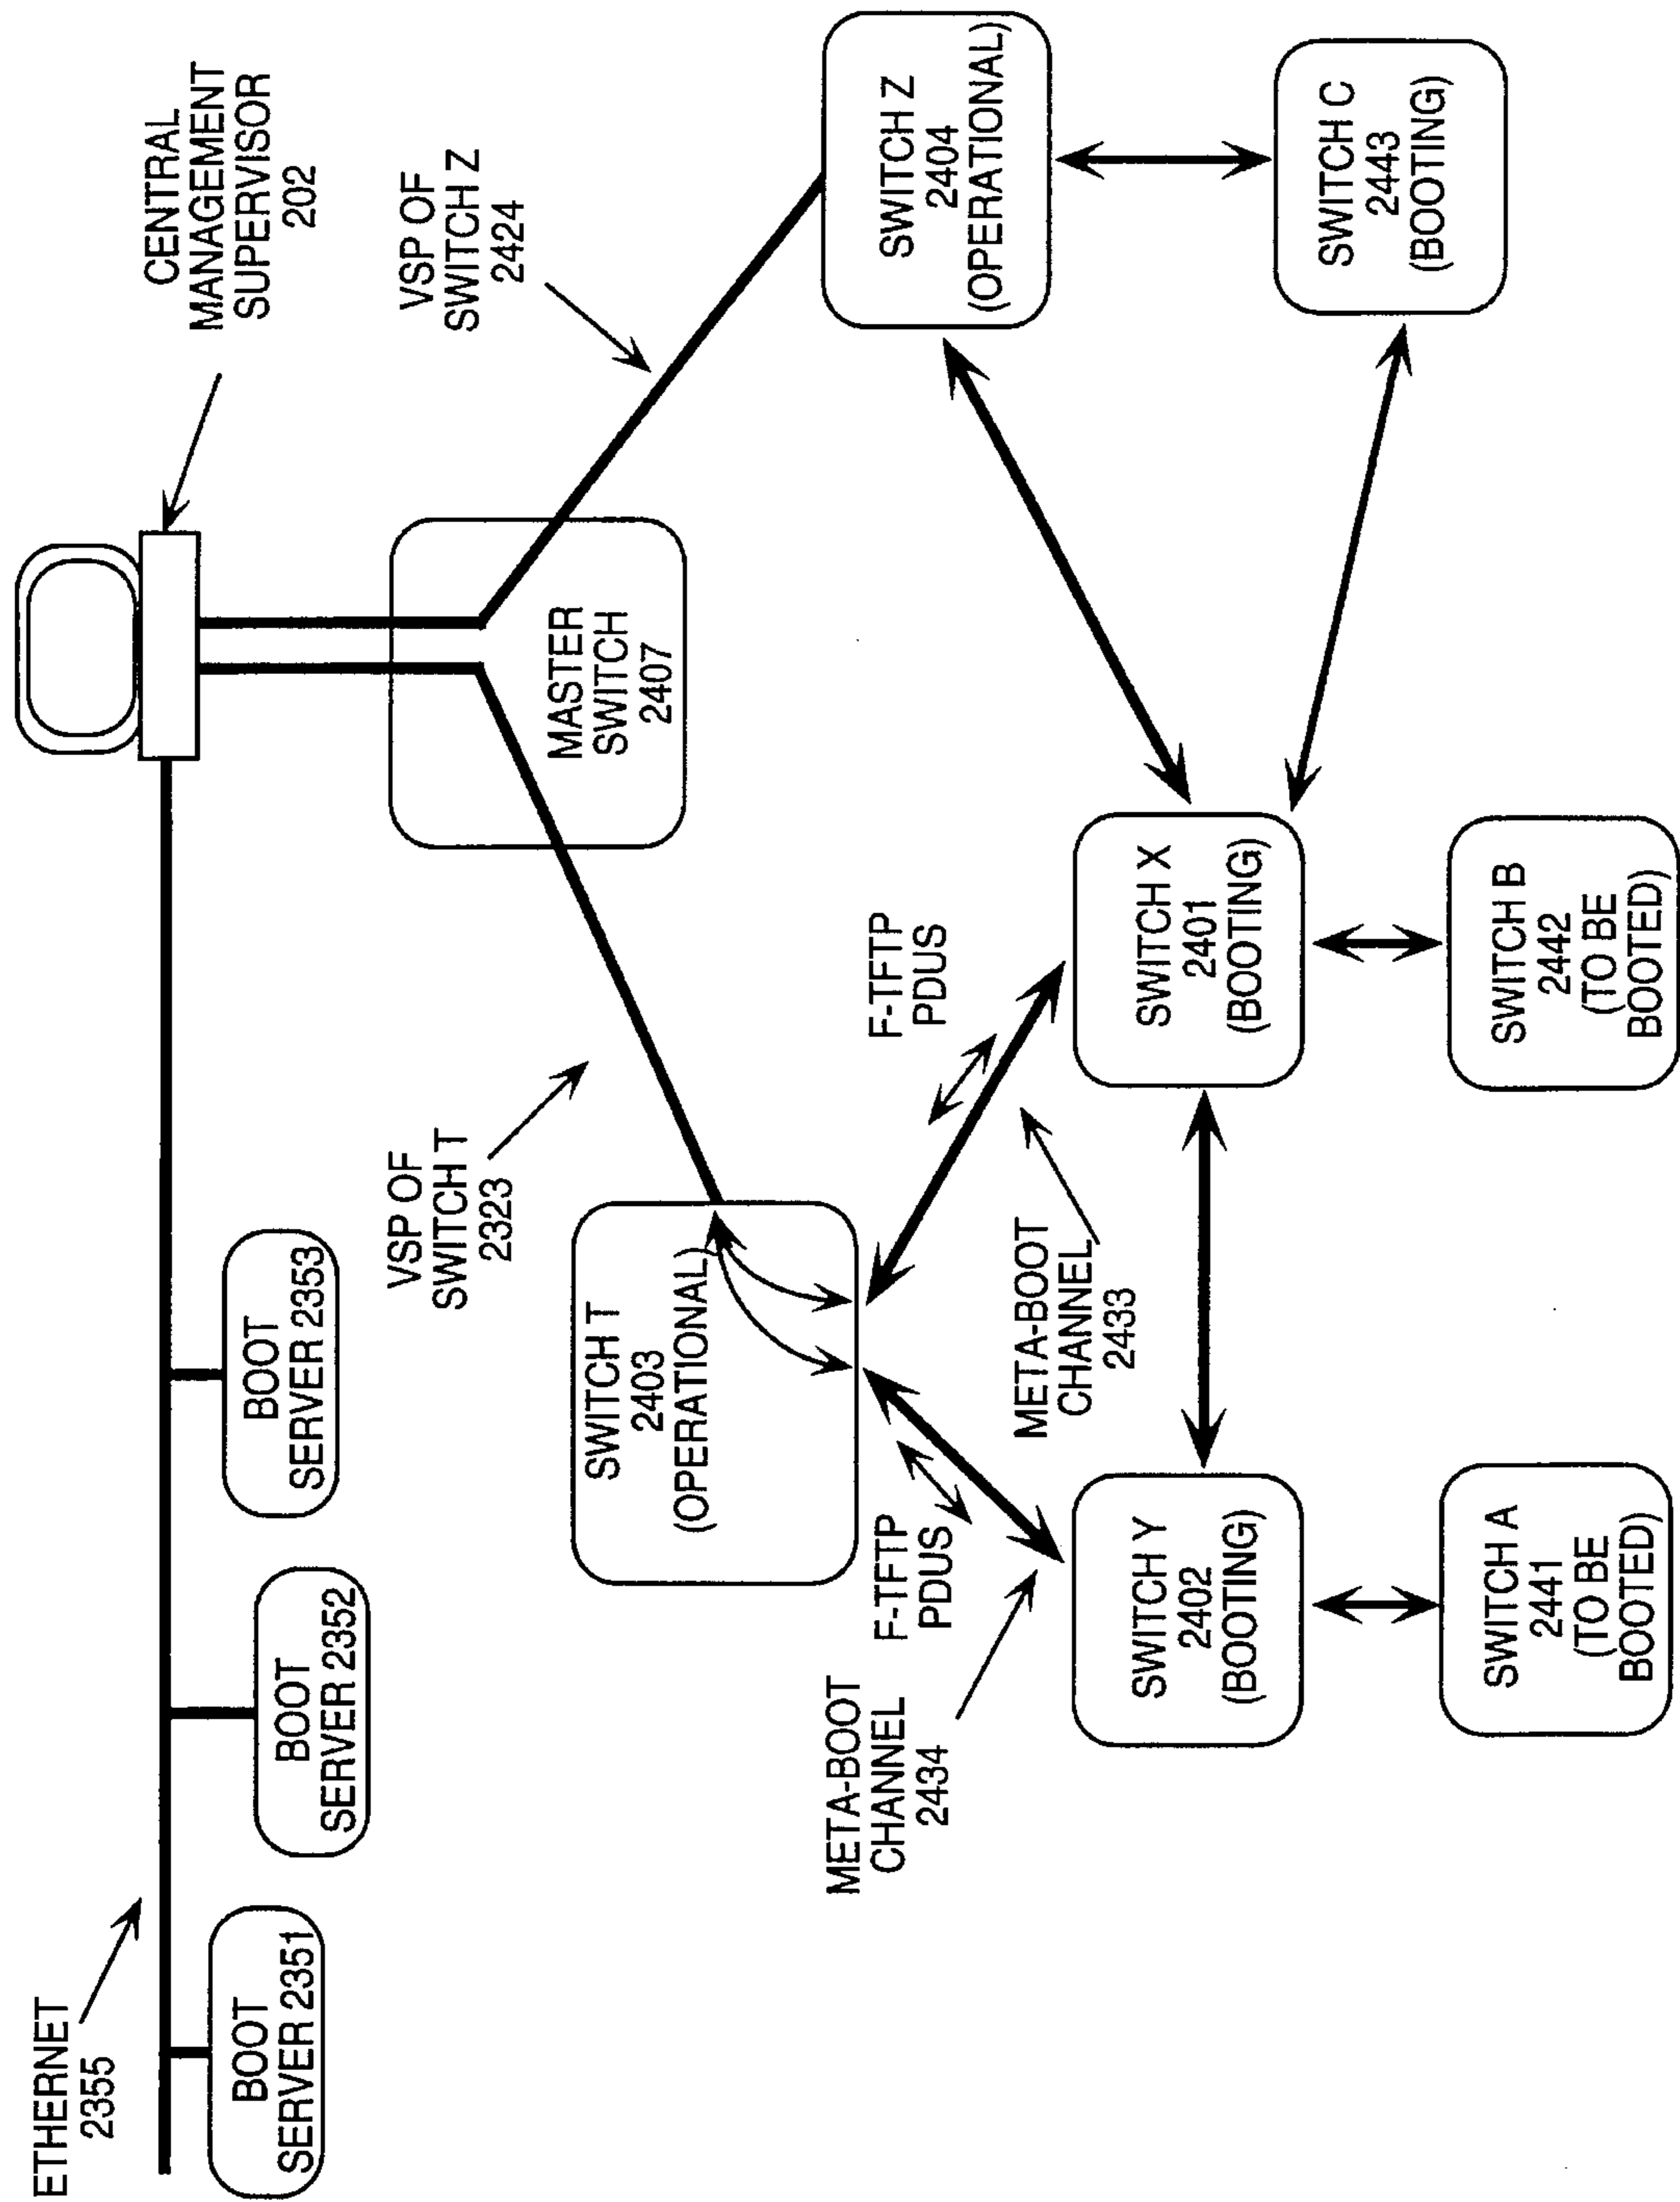 ETHERNET
2355
BOOT
SERVER 2351
BOOT
SERVER 2352
BOOT
SERVER 2353
CENTRAL
MANAGEMENT
SUPERVISOR
202
VSP OF
SWITCH T
2323
MASTER
SWITCH
2407
VSP OF
SWITCH Z
2424
SWITCH T
2403
(OPERATIONAL)
SWITCH Z
2404
(OPERATIONAL)
META-BOOT
CHANNEL
2434
F-TFTP
PDUS
META-BOOT
CHANNEL
2433
F-TFTP
PDUS
SWITCH Y
2402
(BOOTING)
SWITCH X
2401
(BOOTING)
SWITCH C
2443
(BOOTING)
SWITCH A
2441
(TO BE
BOOTED)
SWITCH B
2442
(TO BE
BOOTED)